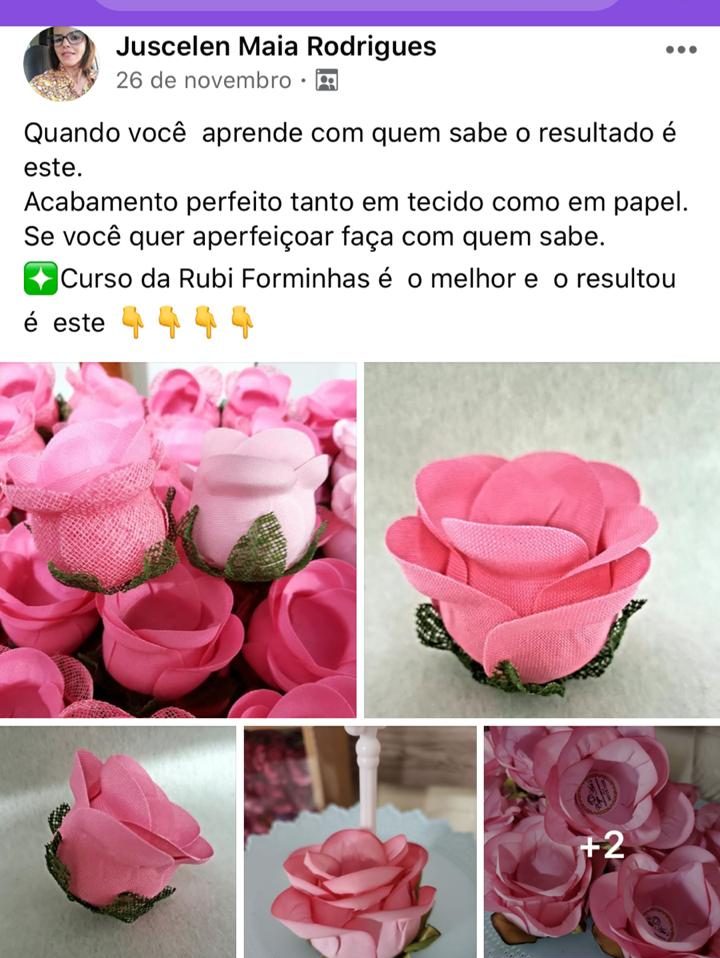 Juscelen Maia Rodrigues
26 de novembro ·
Quando você  aprende com quem sabe o resultado é
este.
Acabamento perfeito tanto em tecido como em papel.
Se você quer aperfeiçoar faça com quem sabe.
Curso da Rubi Forminhas é  o melhor e  o resultou
é  este 👇👇👇👇
+2